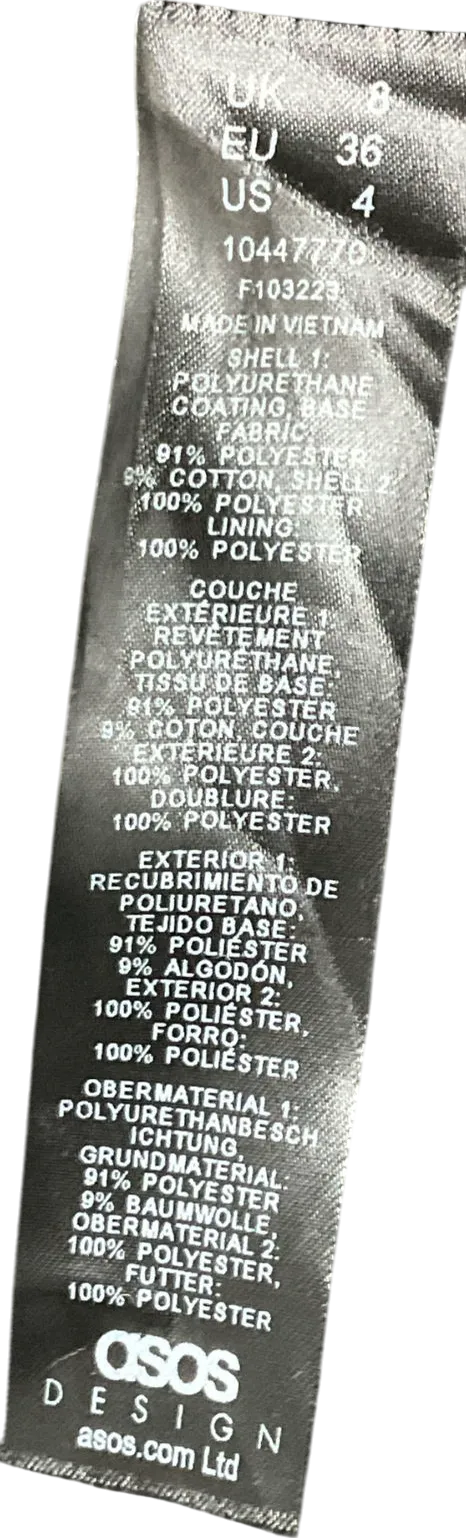 UK 8
EU 36
US 4
10447770
F103223
MADE IN VIETNAM
SHELL 1:
POLYURETHANE
COATING, BASE
FABRIC:
91% POLYESTER
9% COTTON, SHELL 2:
100% POLYESTER
LINING:
100% POLYESTER
COUCHE
EXTÉRIEURE 1:
REVÊTEMENT
POLYURÉTHANE,
TISSU DE BASE:
91% POLYESTER
9% COTON, COUCHE
EXTÉRIEURE 2:
100% POLYESTER,
DOUBLURE:
100% POLYESTER
EXTERIOR 1:
RECUBRIMIENTO DE
POLIURETANO,
TEJIDO BASE:
91% POLIÉSTER
9% ALGODÓN,
EXTERIOR 2:
100% POLIÉSTER,
FORRO:
100% POLIÉSTER
OBERMATERIAL 1:
POLYURETHANBESCH
ICHTUNG,
GRUNDMATERIAL:
91% POLYESTER
9% BAUMWOLLE,
OBERMATERIAL 2:
100% POLYESTER,
FUTTER:
100% POLYESTER
asos
DESIGN
asos.com Ltd